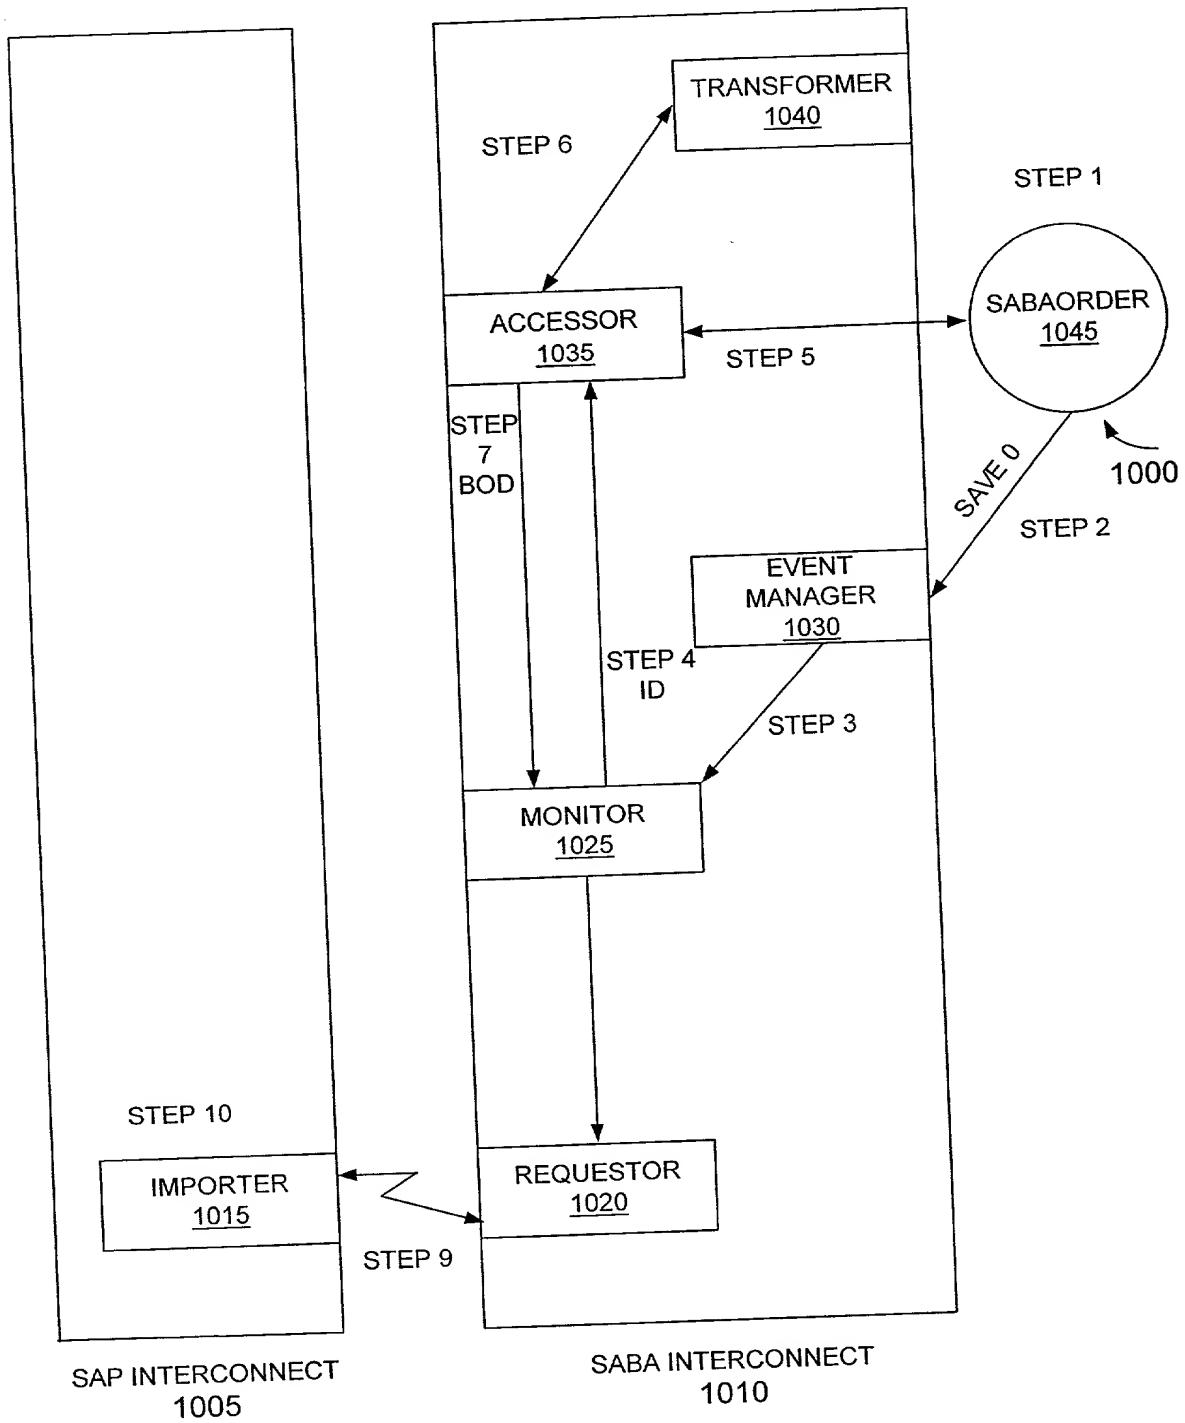 TRANSFORMER
1040
STEP 6
STEP 1
SABAORDER
1045
ACCESSOR
1035
STEP 5
STEP
7
BOD
SAVE 0
1000
STEP 2
EVENT
MANAGER
1030
STEP 4
ID
STEP 3
MONITOR
1025
STEP 10
IMPORTER
1015
REQUESTOR
1020
STEP 9
SAP INTERCONNECT
1005
SABA INTERCONNECT
1010